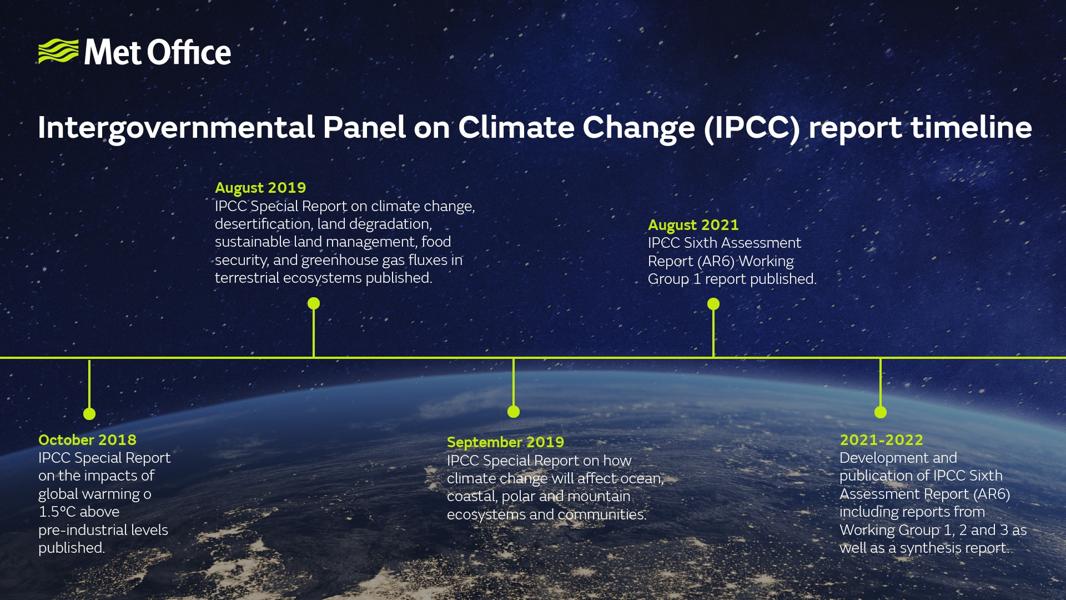 Met Office
Intergovernmental Panel on Climate Change (IPCC) report timeline
August 2019
IPCC Special Report on climate change,
desertification, land degradation,
sustainable land management, food
security, and greenhouse gas fluxes in
terrestrial ecosystems published.
August 2021
IPCC Sixth Assessment
Report (AR6) Working
Group 1 report published.
October 2018
IPCC Special Report
on the impacts of
global warming o
1.5°C above
pre-industrial levels
published.
September 2019
IPCC Special Report on how
climate change will affect ocean,
coastal, polar and mountain
ecosystems and communities.
2021-2022
Development and
publication of IPCC Sixth
Assessment Report (AR6)
including reports from
Working Group 1, 2 and 3 as
well as a synthesis report.